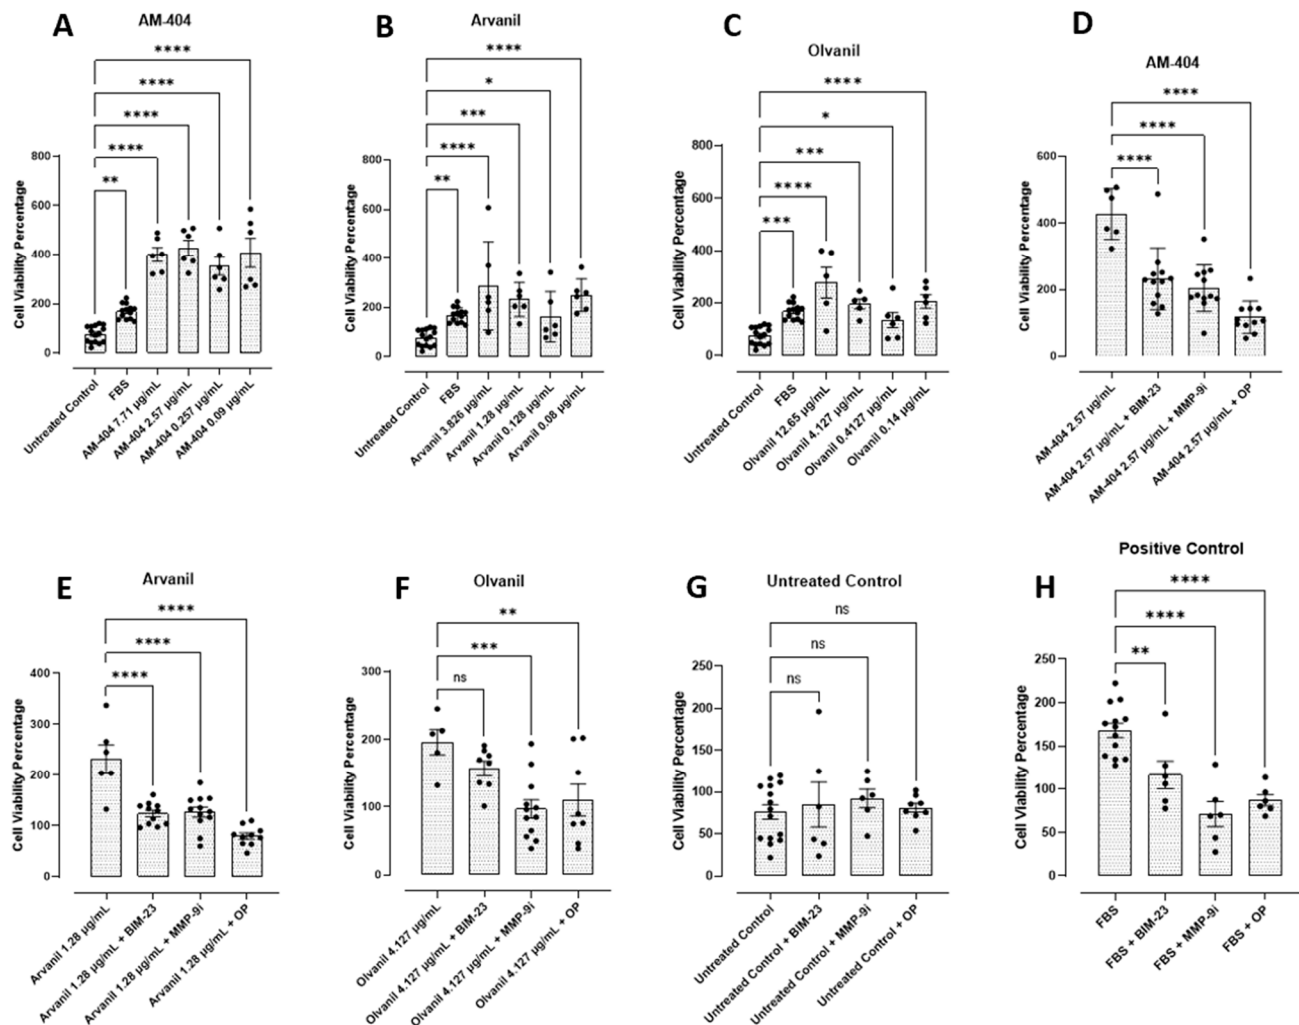 A
AM-404
****
****
****
****
**
Cell Viability Percentage
800
600
400
200
0
Untreated Control
FBS
AM-404 7.71 µg/mL
AM-404 2.57 µg/mL
AM-404 0.257 µg/mL
AM-404 0.09 µg/mL
B
Arvanil
****
*
***
****
**
Cell Viability Percentage
800
600
400
200
0
Untreated Control
FBS
Arvanil 3.826 µg/mL
Arvanil 1.28 µg/mL
Arvanil 0.128 µg/mL
Arvanil 0.08 µg/mL
C
Olvanil
****
*
***
****
***
Cell Viability Percentage
800
600
400
200
0
Untreated Control
FBS
Olvanil 12.65 µg/mL
Olvanil 4.127 µg/mL
Olvanil 0.4127 µg/mL
Olvanil 0.14 µg/mL
D
AM-404
****
****
****
Cell Viability Percentage
600
400
200
0
AM-404 2.57 µg/mL
AM-404 2.57 µg/mL + BIM-23
AM-404 2.57 µg/mL + MMP-9i
AM-404 2.57 µg/mL + OP
E
Arvanil
****
****
****
Cell Viability Percentage
400
300
200
100
0
Arvanil 1.28 µg/mL
Arvanil 1.28 µg/mL + BIM-23
Arvanil 1.28 µg/mL + MMP-9i
Arvanil 1.28 µg/mL + OP
F
Olvanil
**
***
ns
Cell Viability Percentage
300
200
100
0
Olvanil 4.127 µg/mL
Olvanil 4.127 µg/mL + BIM-23
Olvanil 4.127 µg/mL + MMP-9i
Olvanil 4.127 µg/mL + OP
G
Untreated Control
ns
ns
ns
Cell Viability Percentage
250
200
150
100
50
0
Untreated Control
Untreated Control + BIM-23
Untreated Control + MMP-9i
Untreated Control + OP
H
Positive Control
****
****
**
Cell Viability Percentage
250
200
150
100
50
0
FBS
FBS + BIM-23
FBS + MMP-9i
FBS + OP